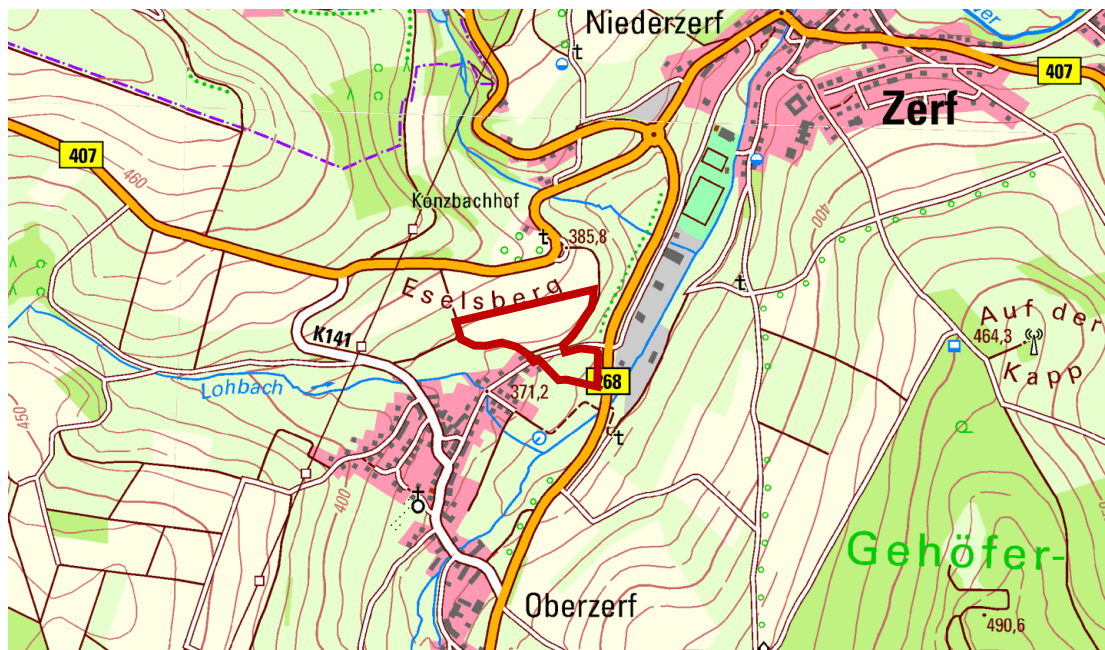 Niederzerf
407
Zerf
407
460
Konzbachhof
400
385,8
Eselsberg
Auf der
464,3
K141
Kapp
Lohbach
371,2
268
450
400
Gehöfer-
Oberzerf
490,6